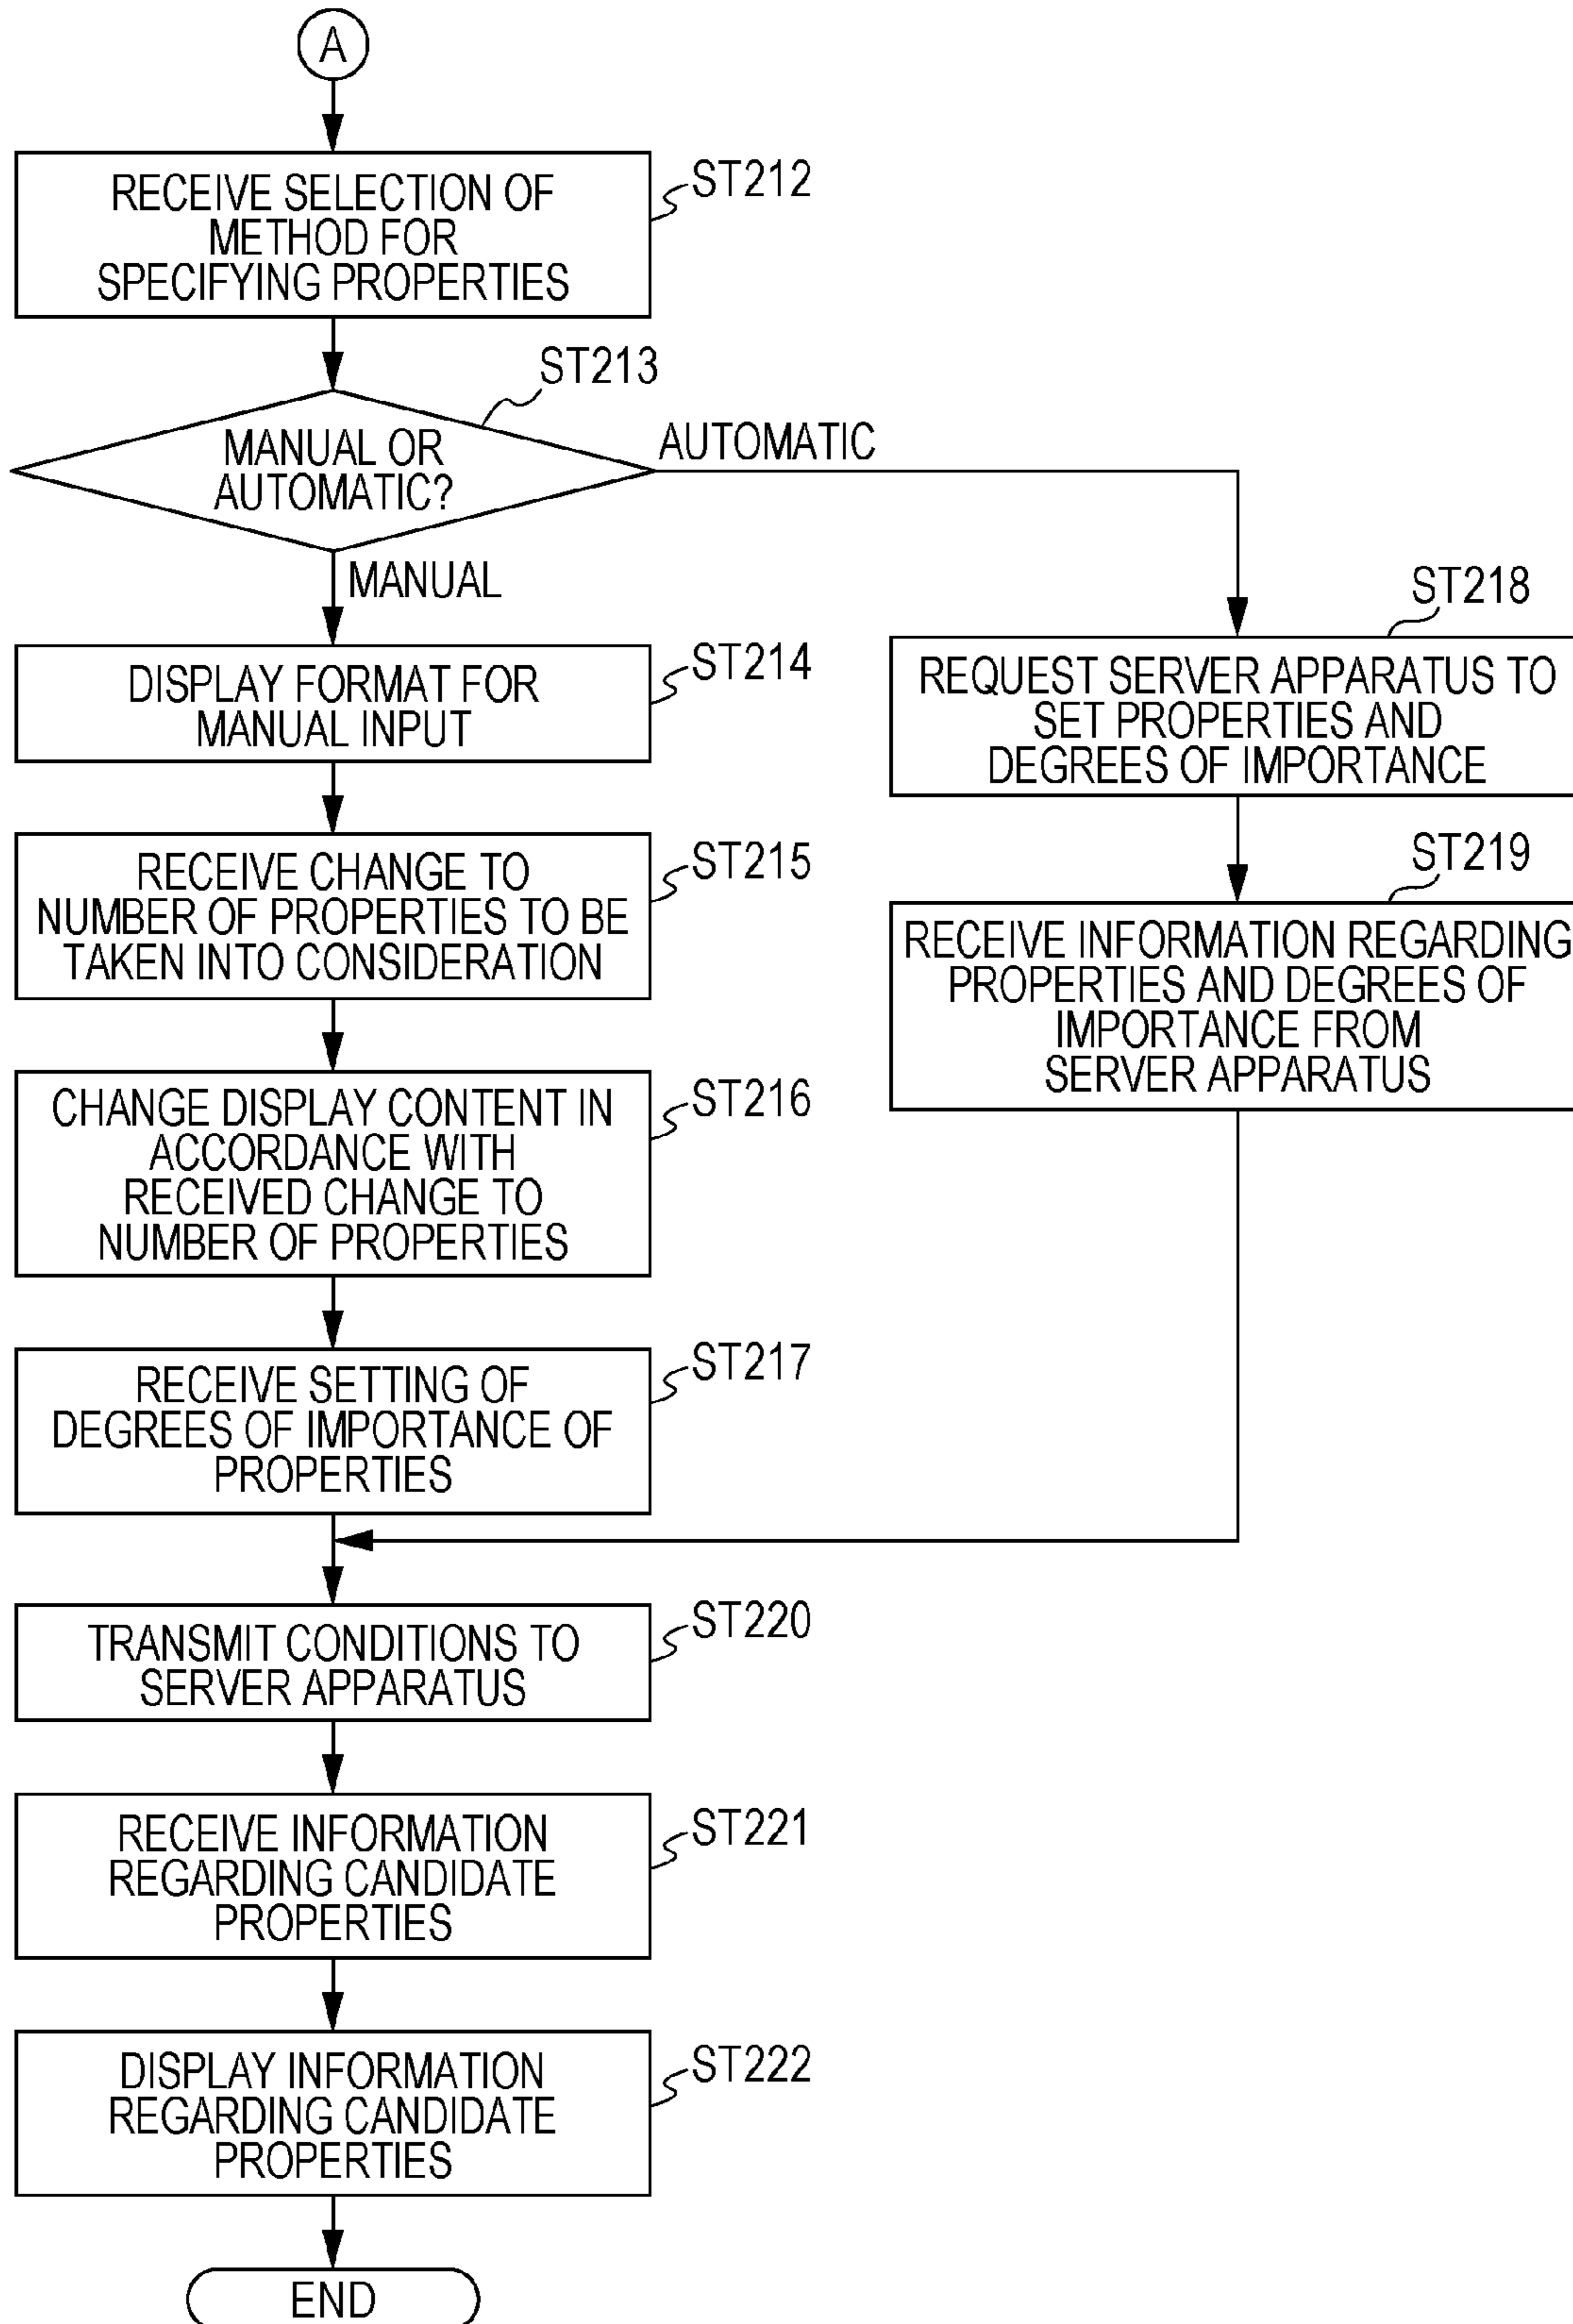 A
RECEIVE SELECTION OF
METHOD FOR
SPECIFYING PROPERTIES
ST212
ST213
MANUAL OR
AUTOMATIC?
AUTOMATIC
MANUAL
DISPLAY FORMAT FOR
MANUAL INPUT
ST214
RECEIVE CHANGE TO
NUMBER OF PROPERTIES TO BE
TAKEN INTO CONSIDERATION
ST215
CHANGE DISPLAY CONTENT IN
ACCORDANCE WITH
RECEIVED CHANGE TO
NUMBER OF PROPERTIES
ST216
RECEIVE SETTING OF
DEGREES OF IMPORTANCE OF
PROPERTIES
ST217
ST218
REQUEST SERVER APPARATUS TO
SET PROPERTIES AND
DEGREES OF IMPORTANCE
ST219
RECEIVE INFORMATION REGARDING
PROPERTIES AND DEGREES OF
IMPORTANCE FROM
SERVER APPARATUS
TRANSMIT CONDITIONS TO
SERVER APPARATUS
ST220
RECEIVE INFORMATION
REGARDING CANDIDATE
PROPERTIES
ST221
DISPLAY INFORMATION
REGARDING CANDIDATE
PROPERTIES
ST222
END